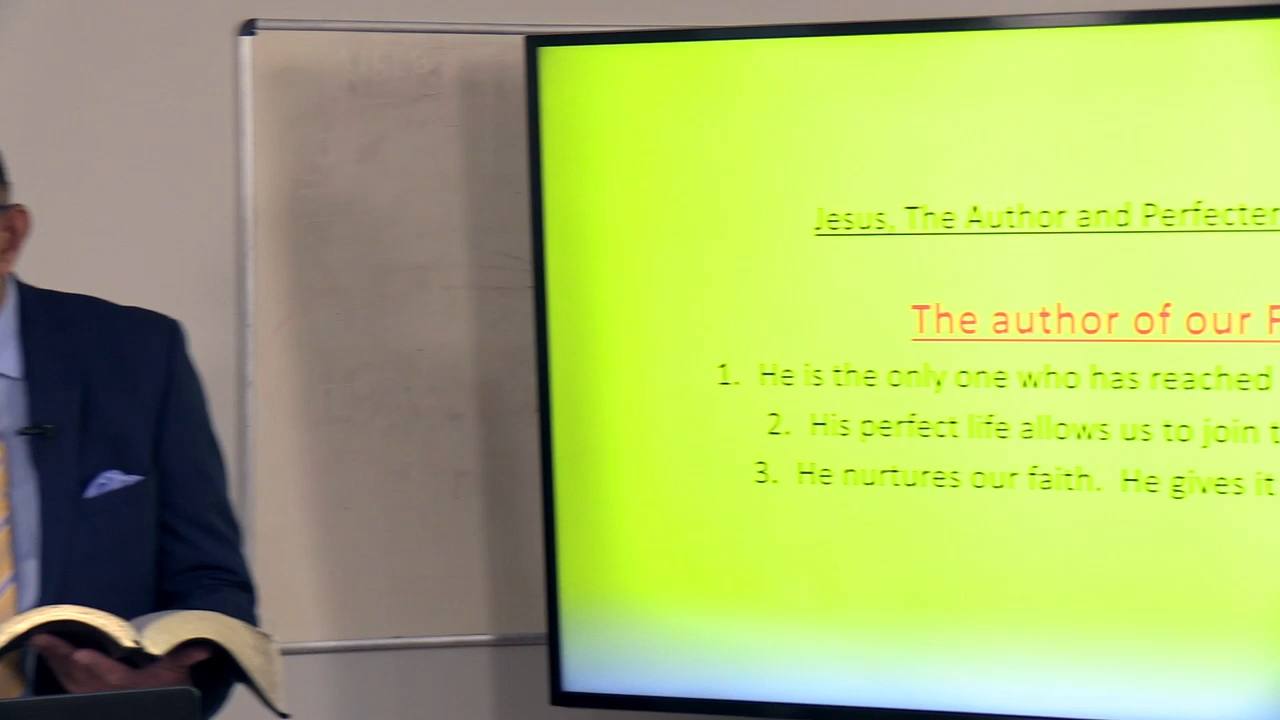 Jesus, The Author and Perfecter
The author of our
1. He is the only one who has reached
2. His perfect life allows us to join
3. He nurtures our faith. He gives it